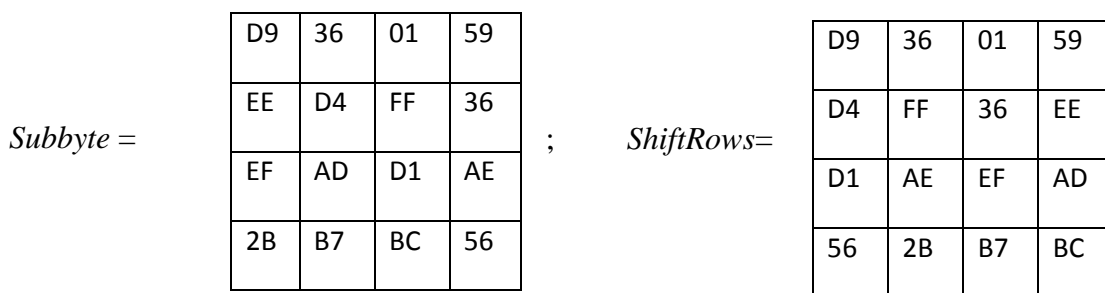 D9 36 01 59
EE D4 FF 36
Subbyte = EF AD D1 AE ;
2B B7 BC 56
ShiftRows= D9 36 01 59
D4 FF 36 EE
D1 AE EF AD
56 2B B7 BC